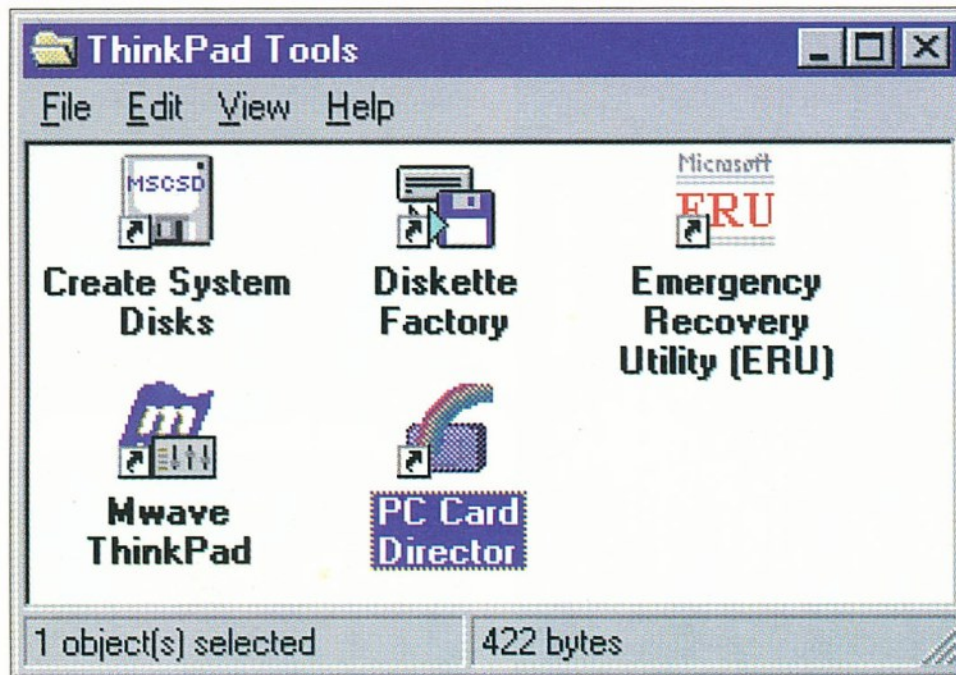 ThinkPad Tools
File Edit View Help
MSCSD
Create System
Disks
Diskette
Factory
Microsoft
ERU
Emergency
Recovery
Utility (ERU)
m
Mwave
ThinkPad
PC Card
Director
1 object(s) selected
422 bytes